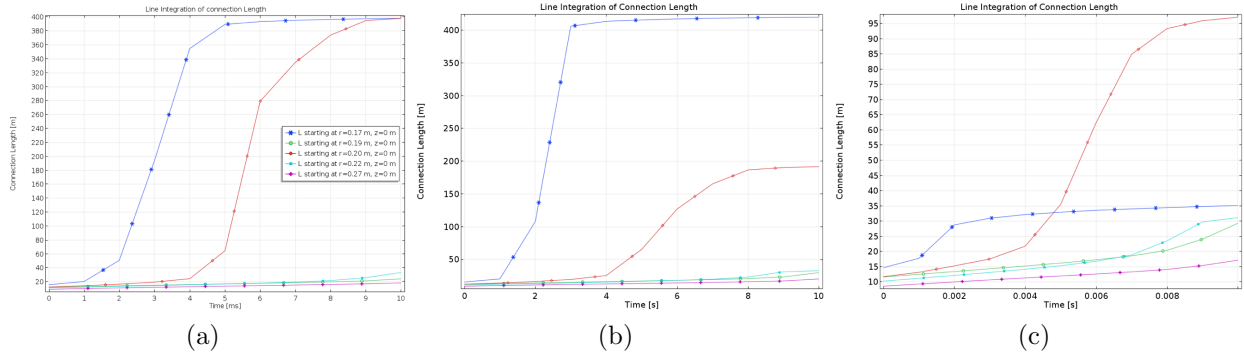 Line Integration of connection Length
Connection Length [m]
400
380
360
340
320
300
280
260
240
220
200
180
160
140
120
100
80
60
40
20
L starting at r=0.17 m, z=0 m
L starting at r=0.19 m, z=0 m
L starting at r=0.20 m, z=0 m
L starting at r=0.22 m, z=0 m
L starting at r=0.27 m, z=0 m
0 1 2 3 4 5 6 7 8 9 10
Time [ms]
(a)
Line Integration of Connection Length
Connection Length [m]
400
350
300
250
200
150
100
50
0 2 4 6 8 10
Time [s]
(b)
Line Integration of Connection Length
Connection Length [m]
95
90
85
80
75
70
65
60
55
50
45
40
35
30
25
20
15
10
0 0.002 0.004 0.006 0.008
Time [s]
(c)